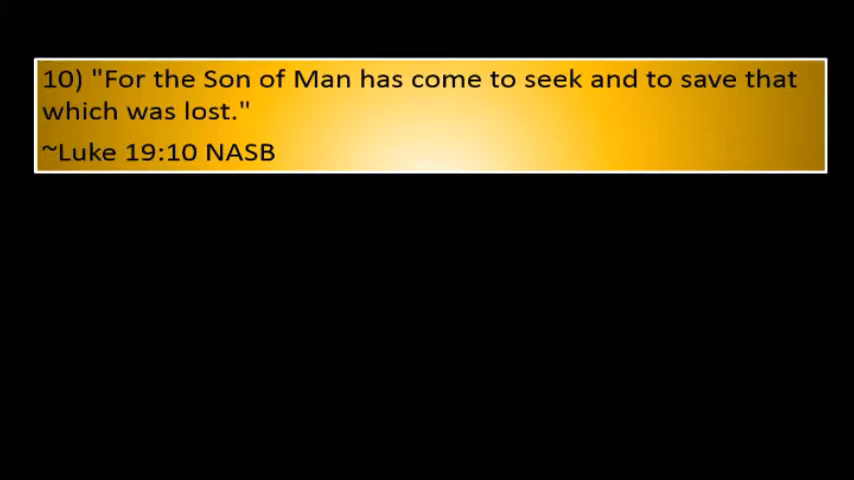 10) "For the Son of Man has come to seek and to save that
which was lost."
~Luke 19:10 NASB